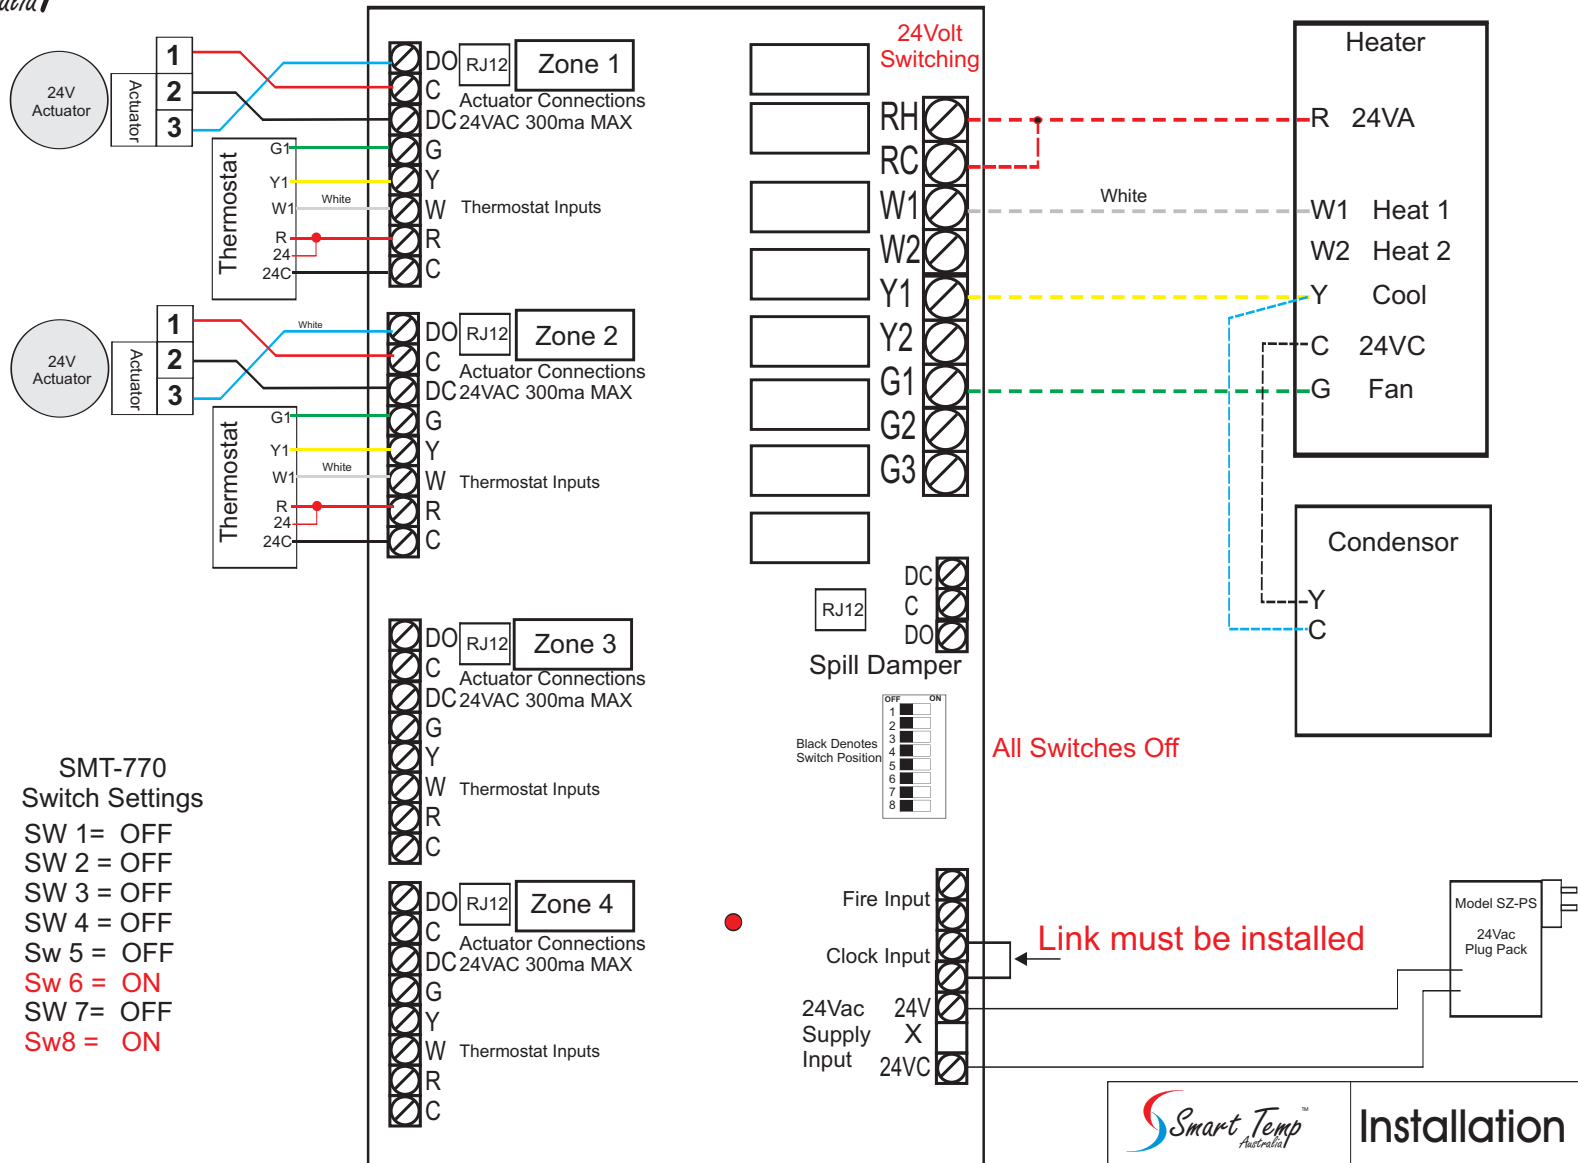 24V
Actuator
Actuator
1
2
3
Thermostat
G1
Y1
W1
R
24
24C
White
DO
C
DC
G
Y
W
R
C
RJ12
Zone 1
Actuator Connections
24VAC 300ma MAX
Thermostat Inputs
24V
Actuator
Actuator
1
2
3
White
Thermostat
G1
Y1
W1
R
24
24C
White
DO
C
DC
G
Y
W
R
C
RJ12
Zone 2
Actuator Connections
24VAC 300ma MAX
Thermostat Inputs
DO
C
DC
G
Y
W
R
C
RJ12
Zone 3
Actuator Connections
24VAC 300ma MAX
Thermostat Inputs
DO
C
DC
G
Y
W
R
C
RJ12
Zone 4
Actuator Connections
24VAC 300ma MAX
Thermostat Inputs
SMT-770
Switch Settings
SW 1= OFF
SW 2 = OFF
SW 3 = OFF
SW 4 = OFF
Sw 5 = OFF
Sw 6 = ON
SW 7= OFF
Sw8 = ON
24Volt
Switching
RH
RC
W1
W2
Y1
Y2
G1
G2
G3
White
Heater
R 24VA
W1 Heat 1
W2 Heat 2
Y Cool
C 24VC
G Fan
Condensor
Y
C
DC
C
DO
RJ12
Spill Damper
OFF ON
1
2
3
4
5
6
7
8
Black Denotes
Switch Position
All Switches Off
Fire Input
Clock Input
Link must be installed
24Vac
Supply
Input
24V
X
24VC
Model SZ-PS
24Vac
Plug Pack
Smart Temp™
Australia
Installation